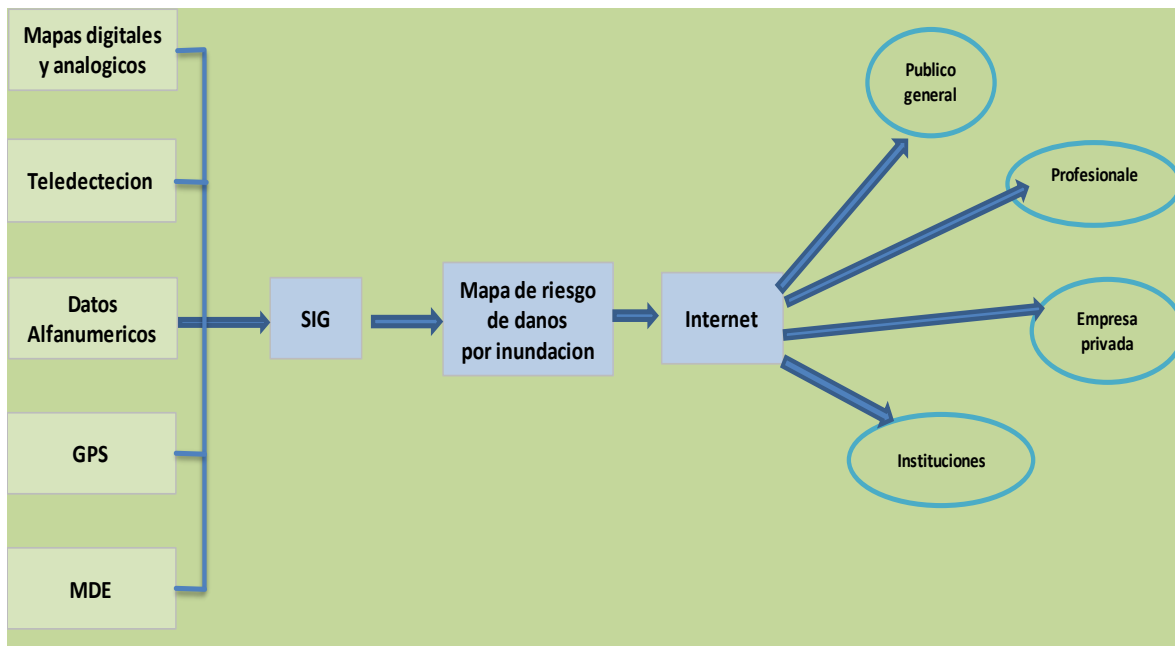 Mapas digitales
y analogicos
Teledectecion
Datos
Alfanumericos
GPS
MDE
SIG
Mapa de riesgo
de danos
por inundacion
Internet
Publico
general
Profesionale
Empresa
privada
Instituciones